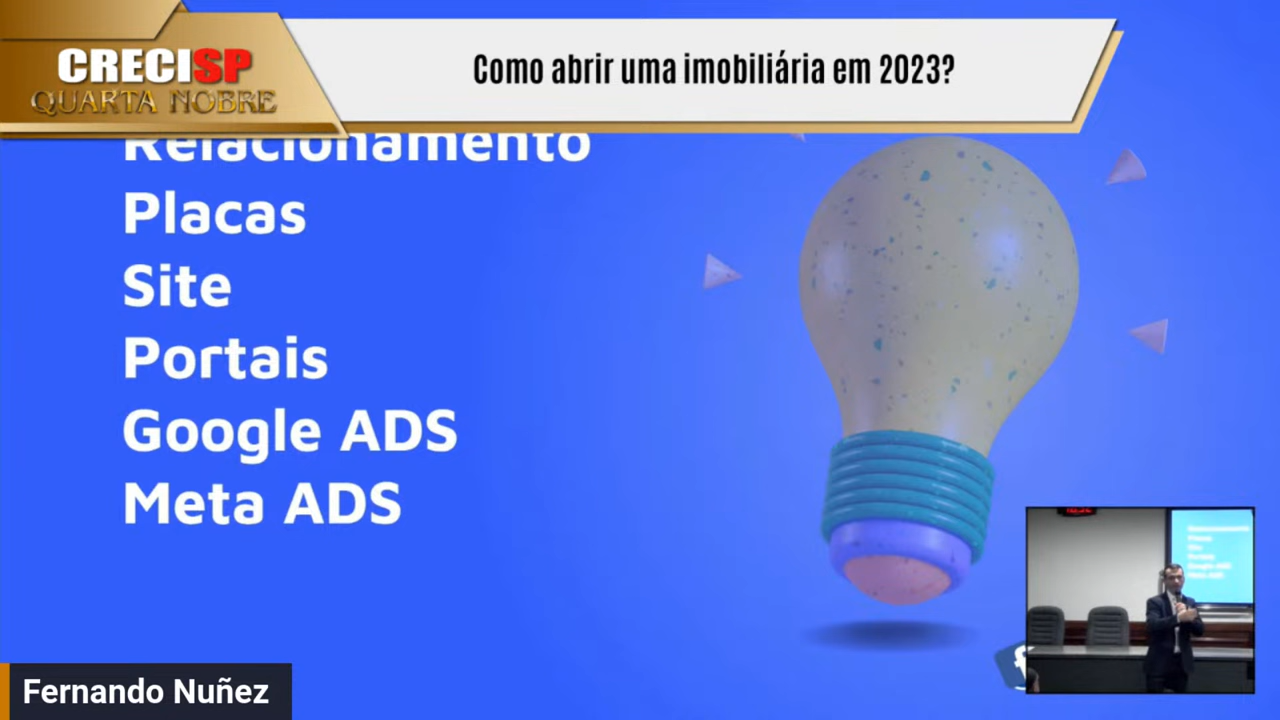 CRECISP
QUARTA NOBRE
Como abrir uma imobiliária em 2023?
Relacionamento
Placas
Site
Portais
Google ADS
Meta ADS
Fernando Nuñez